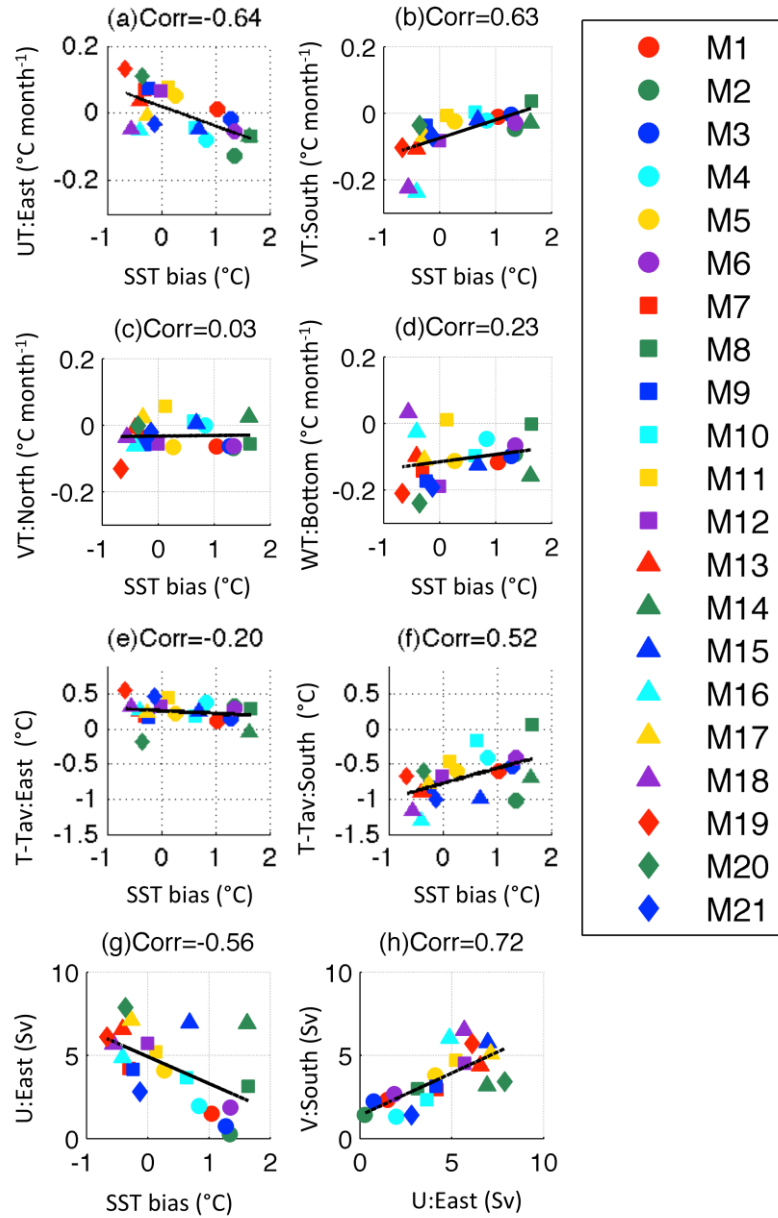 (a)Corr=-0.64
0.2
0
-0.2
-1 0 1 2
UT:East (°C month⁻¹)
SST bias (°C)
(b)Corr=0.63
0.2
0
-0.2
-1 0 1 2
VT:South (°C month⁻¹)
SST bias (°C)
(c)Corr=0.03
0.2
0
-0.2
-1 0 1 2
VT:North (°C month⁻¹)
SST bias (°C)
(d)Corr=0.23
0.2
0
-0.2
-1 0 1 2
WT:Bottom (°C month⁻¹)
SST bias (°C)
(e)Corr=-0.20
0.5
0
-0.5
-1
-1.5
-1 0 1 2
T-Tav:East (°C)
SST bias (°C)
(f)Corr=0.52
0.5
0
-0.5
-1
-1.5
-1 0 1 2
T-Tav:South (°C)
SST bias (°C)
(g)Corr=-0.56
10
5
0
-1 0 1 2
U:East (Sv)
SST bias (°C)
(h)Corr=0.72
10
5
0
0 5 10
V:South (Sv)
U:East (Sv)
M1
M2
M3
M4
M5
M6
M7
M8
M9
M10
M11
M12
M13
M14
M15
M16
M17
M18
M19
M20
M21